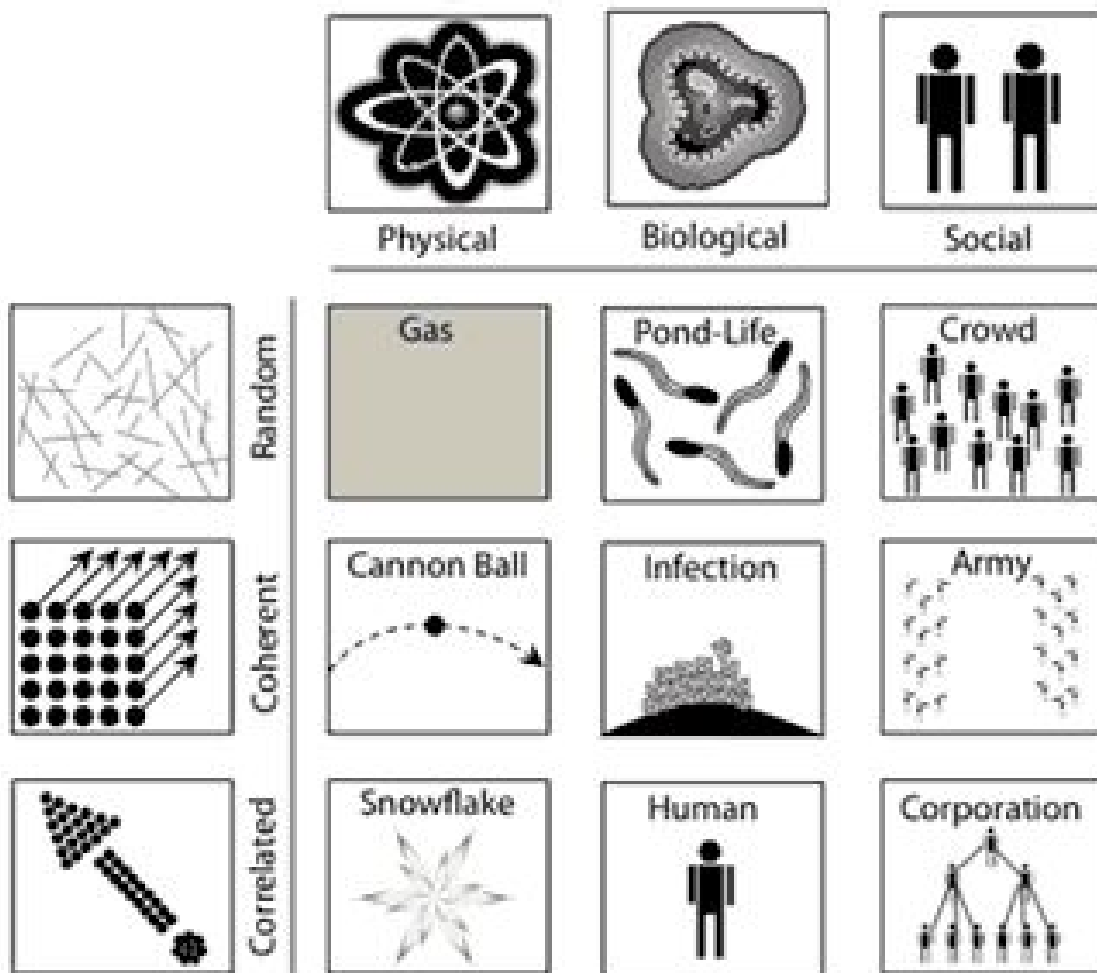 Physical
Biological
Social
Random
Gas
Pond-Life
Crowd
Coherent
Cannon Ball
Infection
Army
Correlated
Snowflake
Human
Corporation